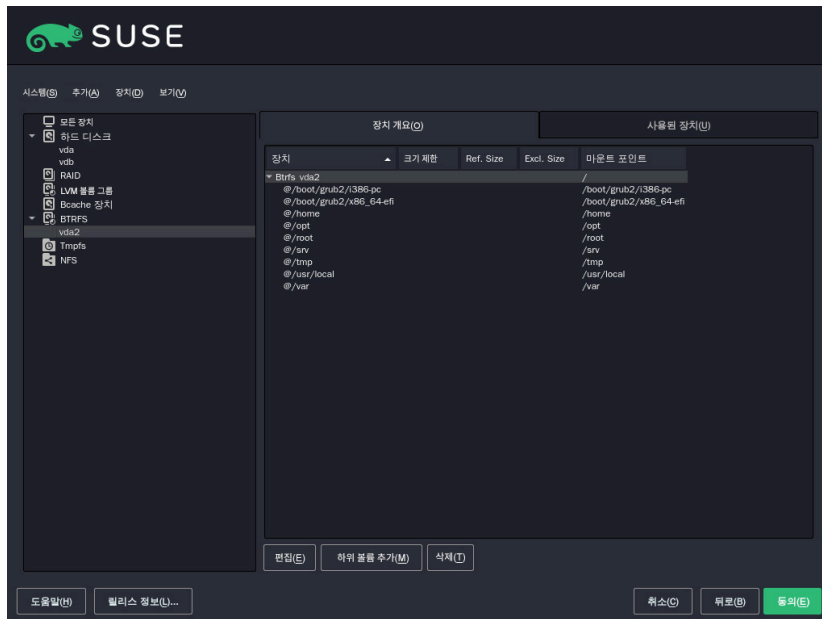 SUSE
시스템(S) 추가(A) 장치(D) 보기(V)
모든 장치
하드 디스크
vda
vdb
RAID
LVM 볼륨 그룹
Bcache 장치
BTRFS
vda2
Tmpfs
NFS
장치 개요(O) 사용된 장치(U)
장치 크기 제한 Ref. Size Excl. Size 마운트 포인트
Btrfs vda2 /
@/boot/grub2/i386-pc /boot/grub2/i386-pc
@/boot/grub2/x86_64-efi /boot/grub2/x86_64-efi
@/home /home
@/opt /opt
@/root /root
@/srv /srv
@/tmp /tmp
@/usr/local /usr/local
@/var /var
편집(E) 하위 볼륨 추가(M) 삭제(T)
도움말(H) 릴리스 정보(L)... 취소(C) 뒤로(B) 동의(E)